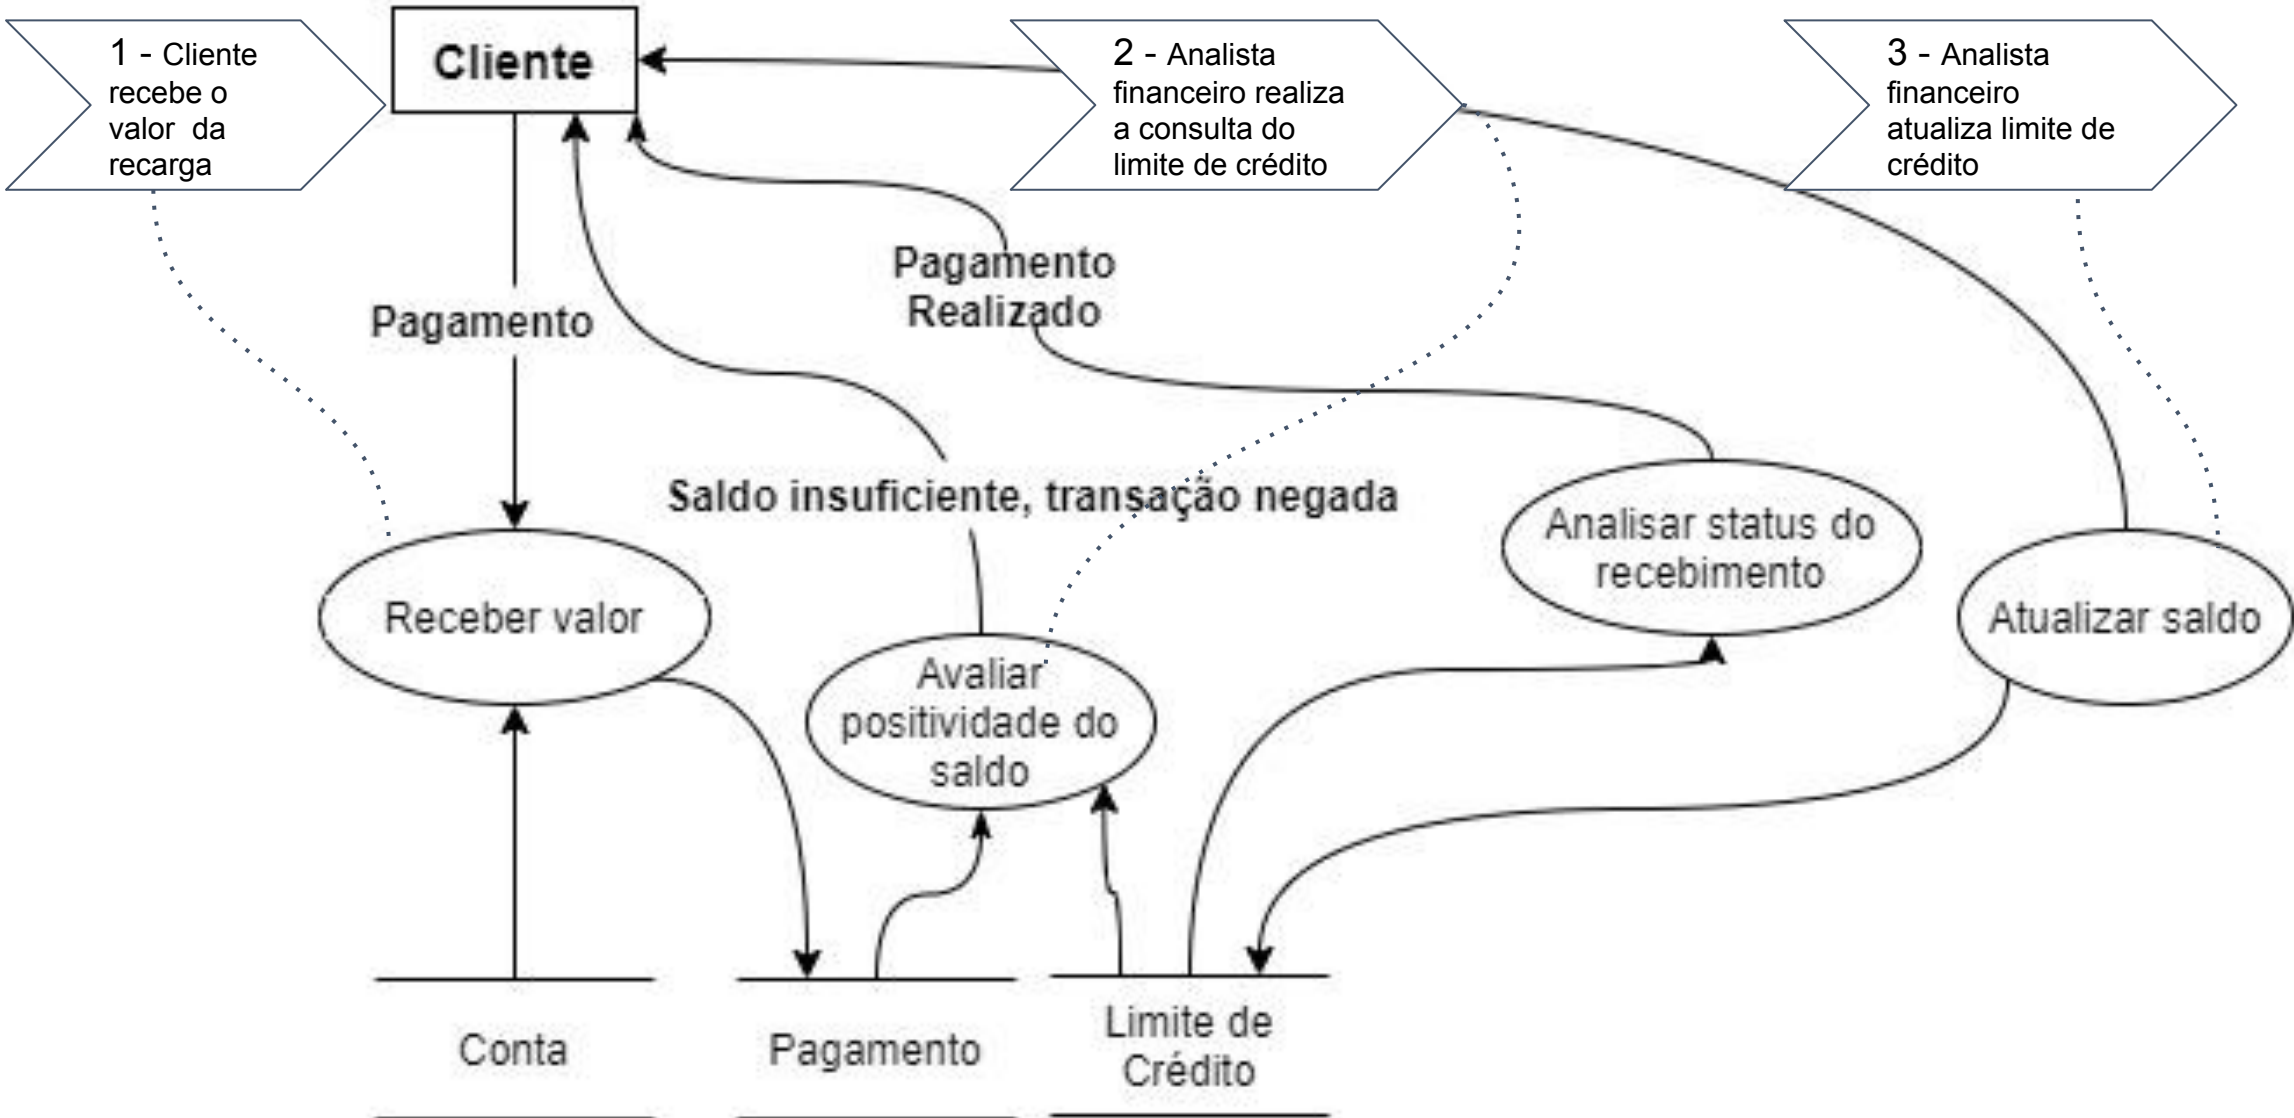 1 - Cliente
recebe o
valor da
recarga
Cliente
2 - Analista
financeiro realiza
a consulta do
limite de crédito
3 - Analista
financeiro
atualiza limite de
crédito
Pagamento
Realizado
Pagamento
Saldo insuficiente, transação negada
Analisar status do
recebimento
Receber valor
Atualizar saldo
Avaliar
positividade do
saldo
Conta
Pagamento
Limite de
Crédito